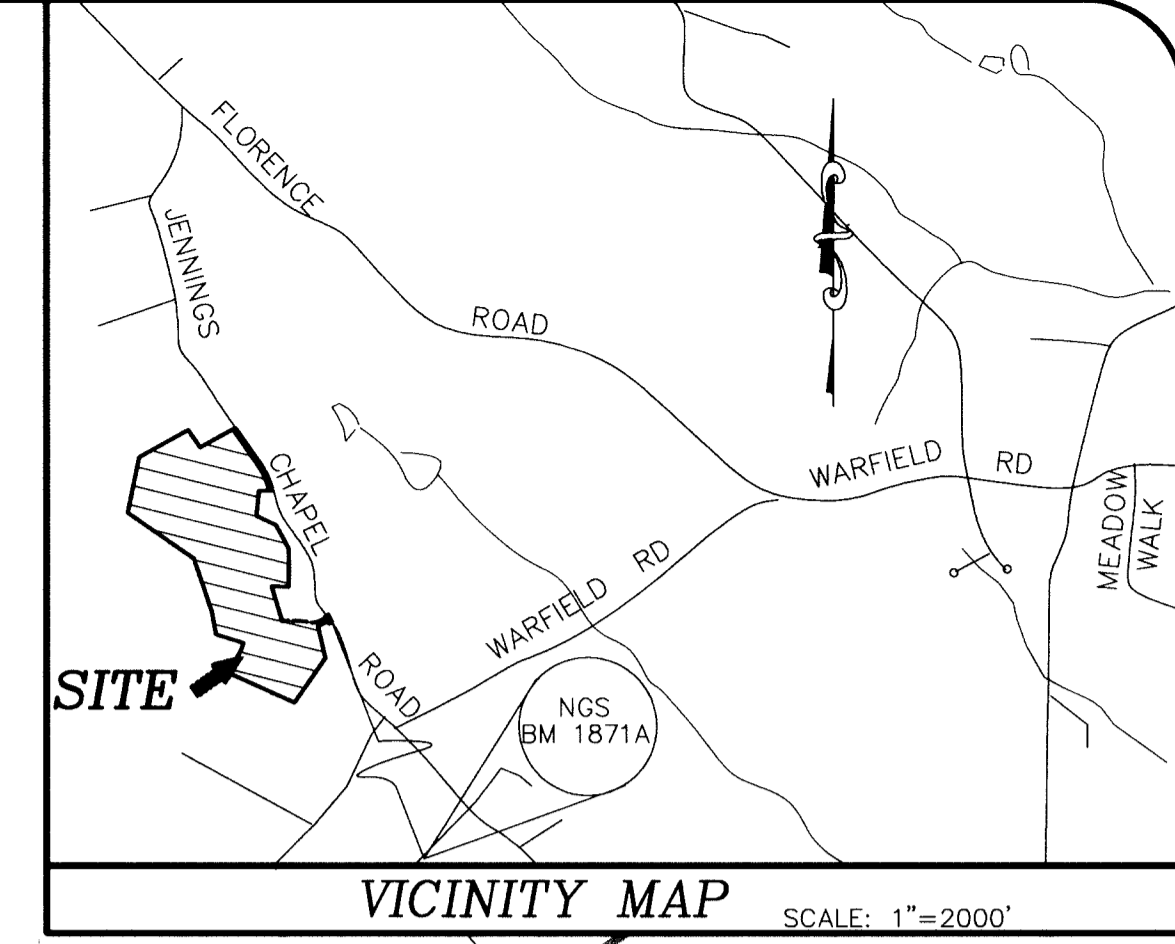 FLORENCE
ROAD
JENNINGS
CHAPEL
ROAD
WARFIELD RD
WARFIELD RD
MEADOW
WALK
SITE
NGS
BM 1871A
VICINITY MAP
SCALE: 1"=2000'